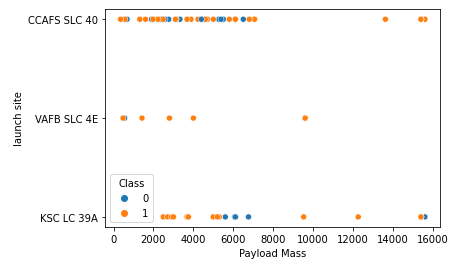 CCAFS SLC 40
VAFB SLC 4E
KSC LC 39A
launch site
Class
0
1
0 2000 4000 6000 8000 10000 12000 14000 16000
Payload Mass